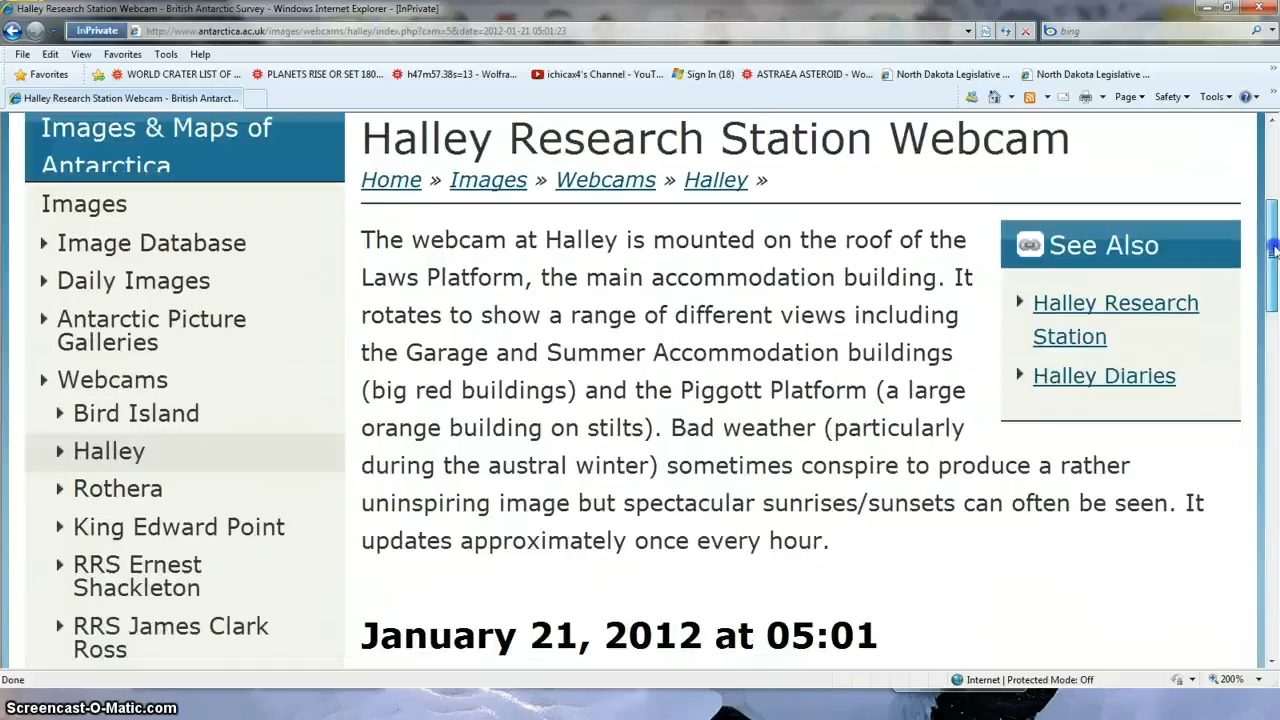 Halley Research Station Webcam - British Antarctic Survey - Windows Internet Explorer - [InPrivate]
InPrivate http://www.antarctica.ac.uk/images/webcams/halley/index.php?cam=5&date=2012-01-21 05:01:23 bing
File Edit View Favorites Tools Help
Favorites WORLD CRATER LIST OF ... PLANETS RISE OR SET 180... h47m57.38s=13 - Wolfra... ichicax4's Channel - YouT... Sign In (18) ASTRAEA ASTEROID - Wo... North Dakota Legislative ... North Dakota Legislative ...
Halley Research Station Webcam - British Antarct... Page Safety Tools
Images & Maps of
Antarctica
Images
Image Database
Daily Images
Antarctic Picture
Galleries
Webcams
Bird Island
Halley
Rothera
King Edward Point
RRS Ernest
Shackleton
RRS James Clark
Ross
Halley Research Station Webcam
Home » Images » Webcams » Halley »
The webcam at Halley is mounted on the roof of the
Laws Platform, the main accommodation building. It
rotates to show a range of different views including
the Garage and Summer Accommodation buildings
(big red buildings) and the Piggott Platform (a large
orange building on stilts). Bad weather (particularly
during the austral winter) sometimes conspire to produce a rather
uninspiring image but spectacular sunrises/sunsets can often be seen. It
updates approximately once every hour.
See Also
Halley Research
Station
Halley Diaries
January 21, 2012 at 05:01
Done Internet | Protected Mode: Off 200%
Screencast-O-Matic.com